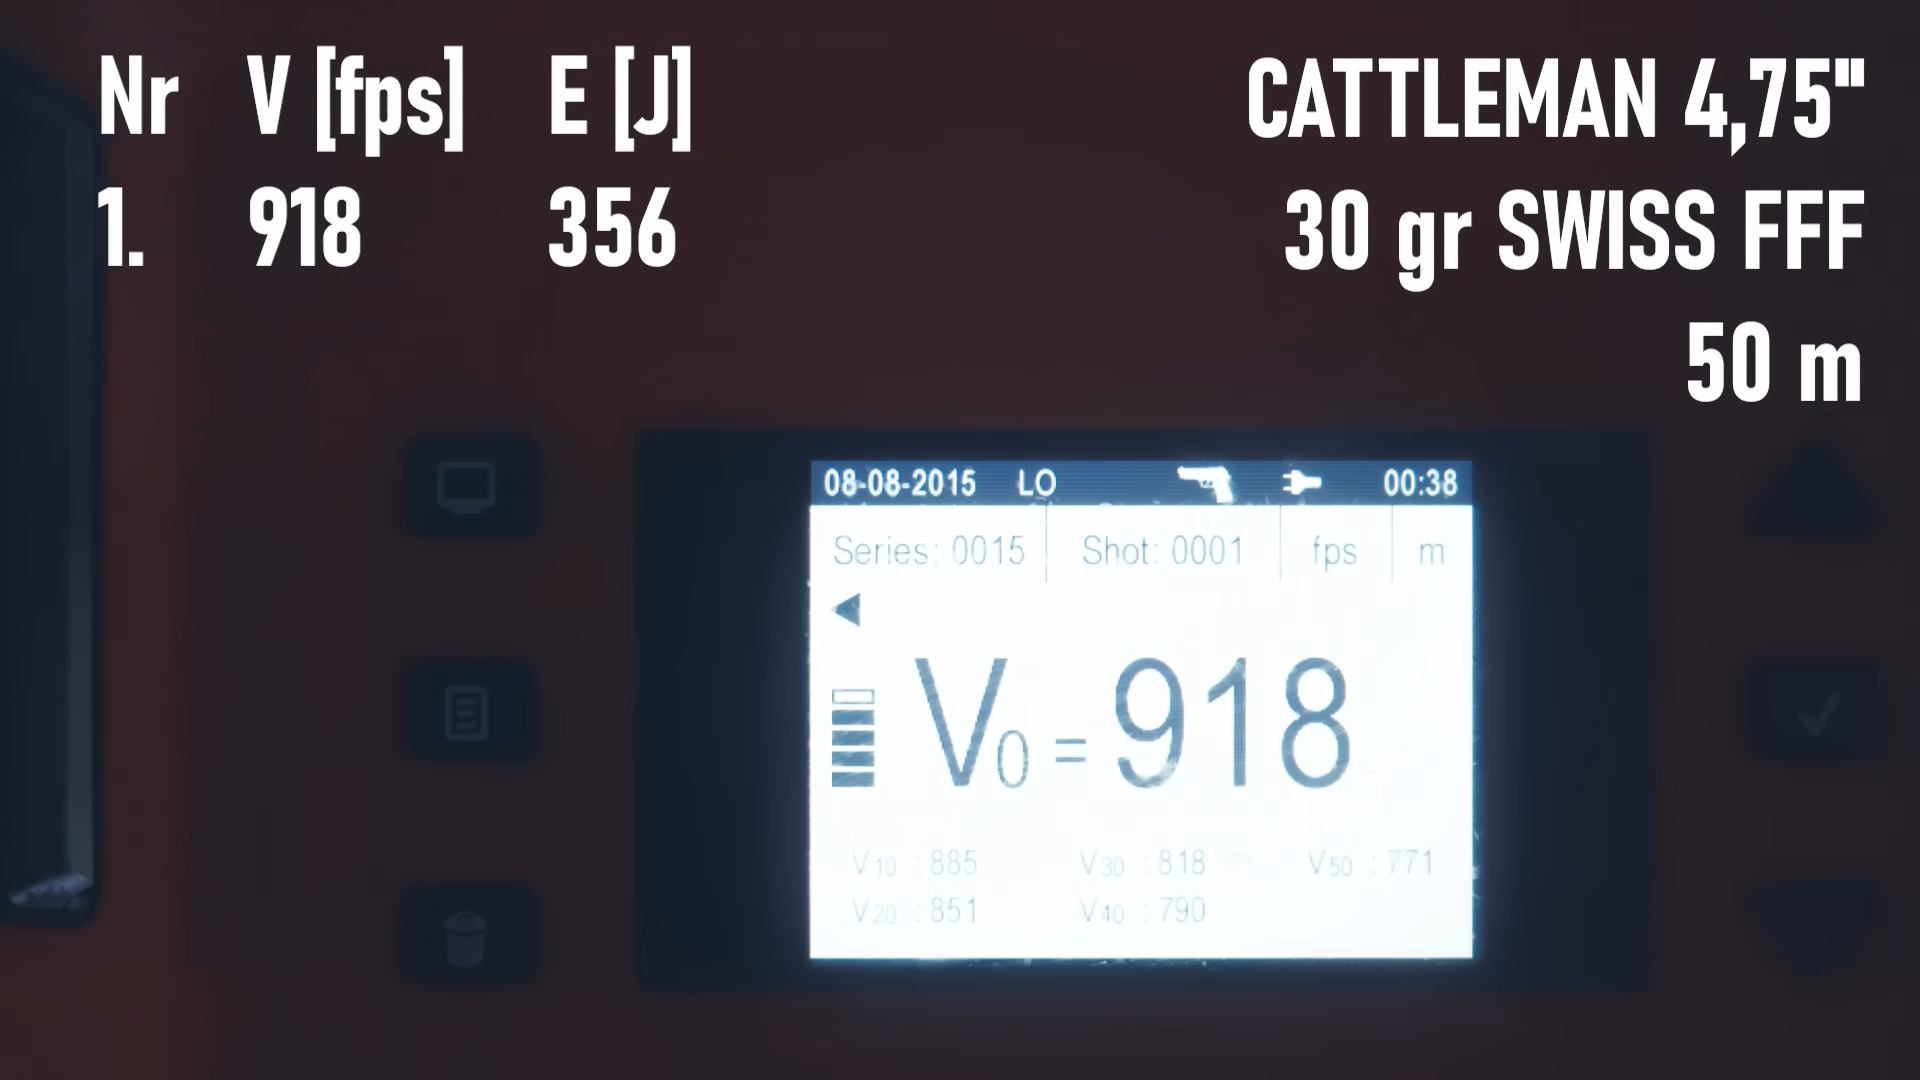 Nr V [fps] E [J]
1. 918 356
CATTLEMAN 4,75"
30 gr SWISS FFF
50 m
08-08-2015 LO 00:38
Series: 0015 Shot: 0001 fps m
V0 = 918
V10 : 885 V30 : 818 V50 : 771
V20 : 851 V40 : 790